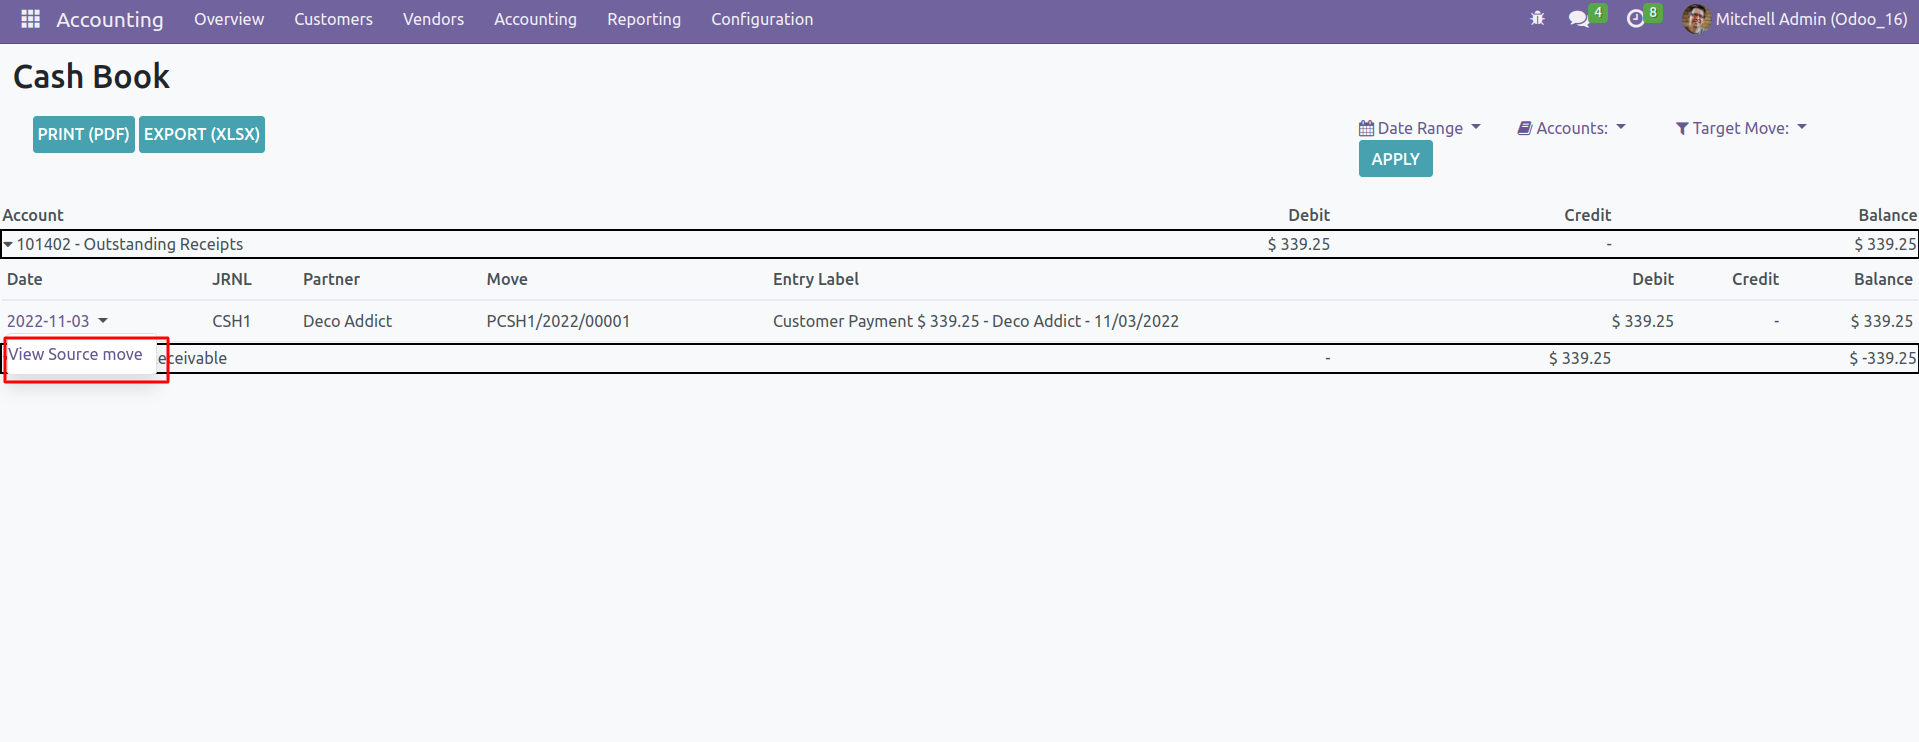 Accounting Overview Customers Vendors Accounting Reporting Configuration 4 8 Mitchell Admin (Odoo_16)
Cash Book
PRINT (PDF) EXPORT (XLSX) Date Range Accounts: Target Move:
APPLY
Account Debit Credit Balance
101402 - Outstanding Receipts $ 339.25 - $ 339.25
Date JRNL Partner Move Entry Label Debit Credit Balance
2022-11-03 CSH1 Deco Addict PCSH1/2022/00001 Customer Payment $ 339.25 - Deco Addict - 11/03/2022 $ 339.25 - $ 339.25
View Source move eceivable - $ 339.25 $ -339.25